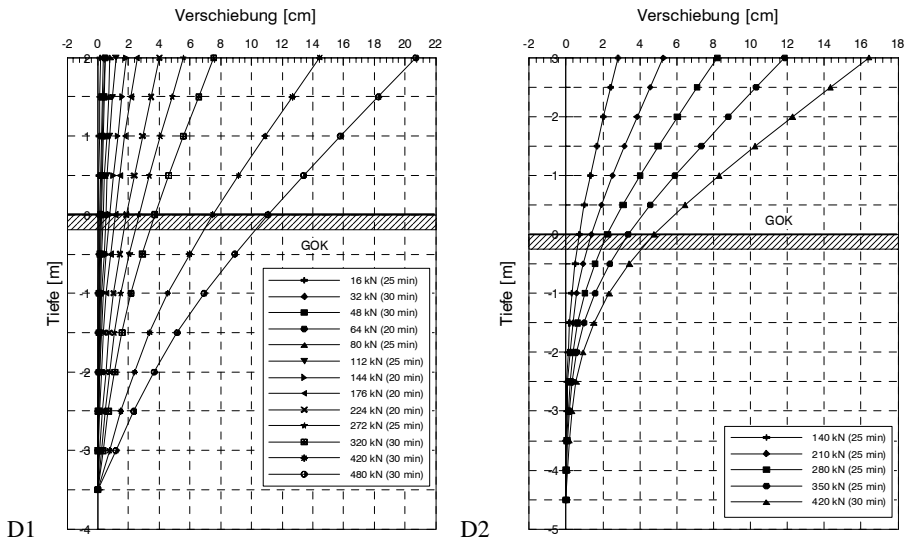 Verschiebung [cm]
-2 0 2 4 6 8 10 12 14 16 18 20 22
2
1
0
-1
-2
-3
-4
Tiefe [m]
GOK
16 kN (25 min)
32 kN (30 min)
48 kN (30 min)
64 kN (20 min)
80 kN (25 min)
112 kN (25 min)
144 kN (20 min)
176 kN (20 min)
224 kN (20 min)
272 kN (25 min)
320 kN (30 min)
420 kN (30 min)
480 kN (30 min)
D1
Verschiebung [cm]
-2 0 2 4 6 8 10 12 14 16 18
3
2
1
0
-1
-2
-3
-4
-5
Tiefe [m]
GOK
140 kN (25 min)
210 kN (25 min)
280 kN (25 min)
350 kN (25 min)
420 kN (30 min)
D2